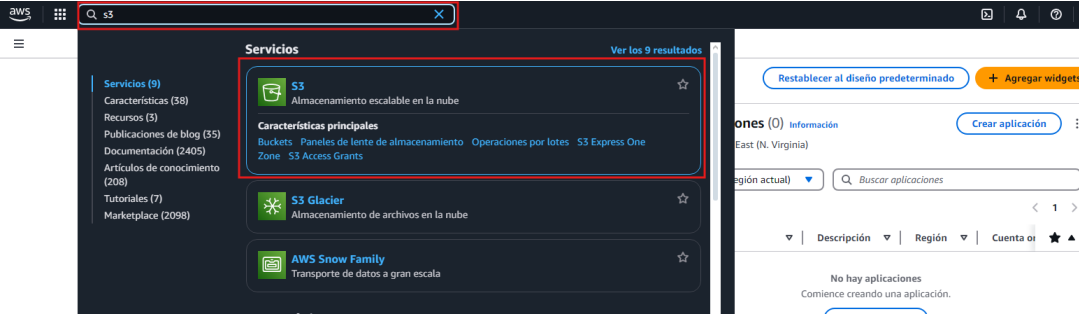 aws
s3
Servicios
Ver los 9 resultados
Servicios (9)
Características (38)
Recursos (3)
Publicaciones de blog (35)
Documentación (2405)
Artículos de conocimiento
(208)
Tutoriales (7)
Marketplace (2098)
S3
Almacenamiento escalable en la nube
Características principales
Buckets Paneles de lente de almacenamiento Operaciones por lotes S3 Express One
Zone S3 Access Grants
S3 Glacier
Almacenamiento de archivos en la nube
AWS Snow Family
Transporte de datos a gran escala
Restablecer al diseño predeterminado
+ Agregar widgets
ones (0) Información
Crear aplicación
East (N. Virginia)
egión actual)
Buscar aplicaciones
1
Descripción
Región
Cuenta
No hay aplicaciones
Comience creando una aplicación.